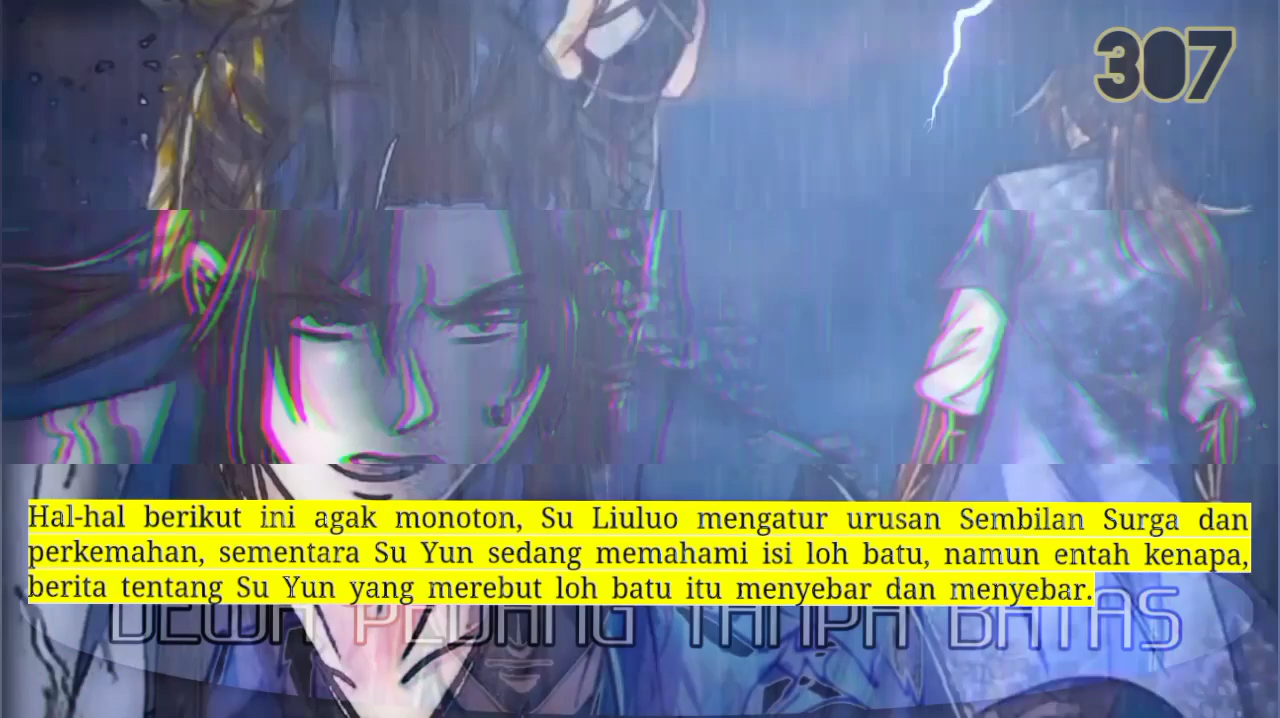 307
Hal-hal berikut ini agak monoton, Su Liuluo mengatur urusan Sembilan Surga dan
perkemahan, sementara Su Yun sedang memahami isi loh batu, namun entah kenapa,
berita tentang Su Yun yang merebut loh batu itu menyebar dan menyebar.
DEWA PEDANG TANPA BATAS